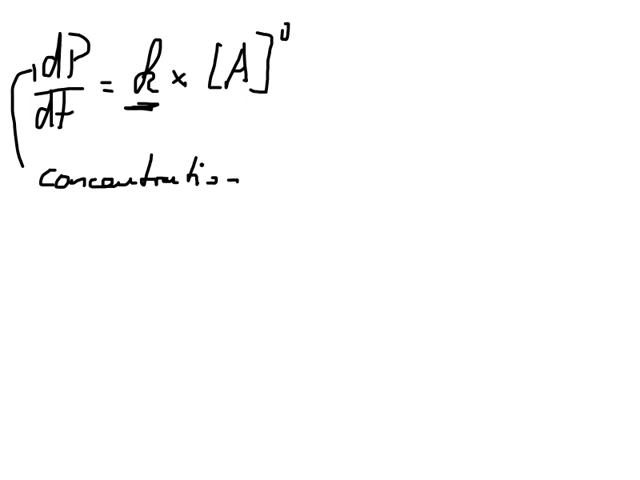 dP/dt = k × [A]⁰
concentration